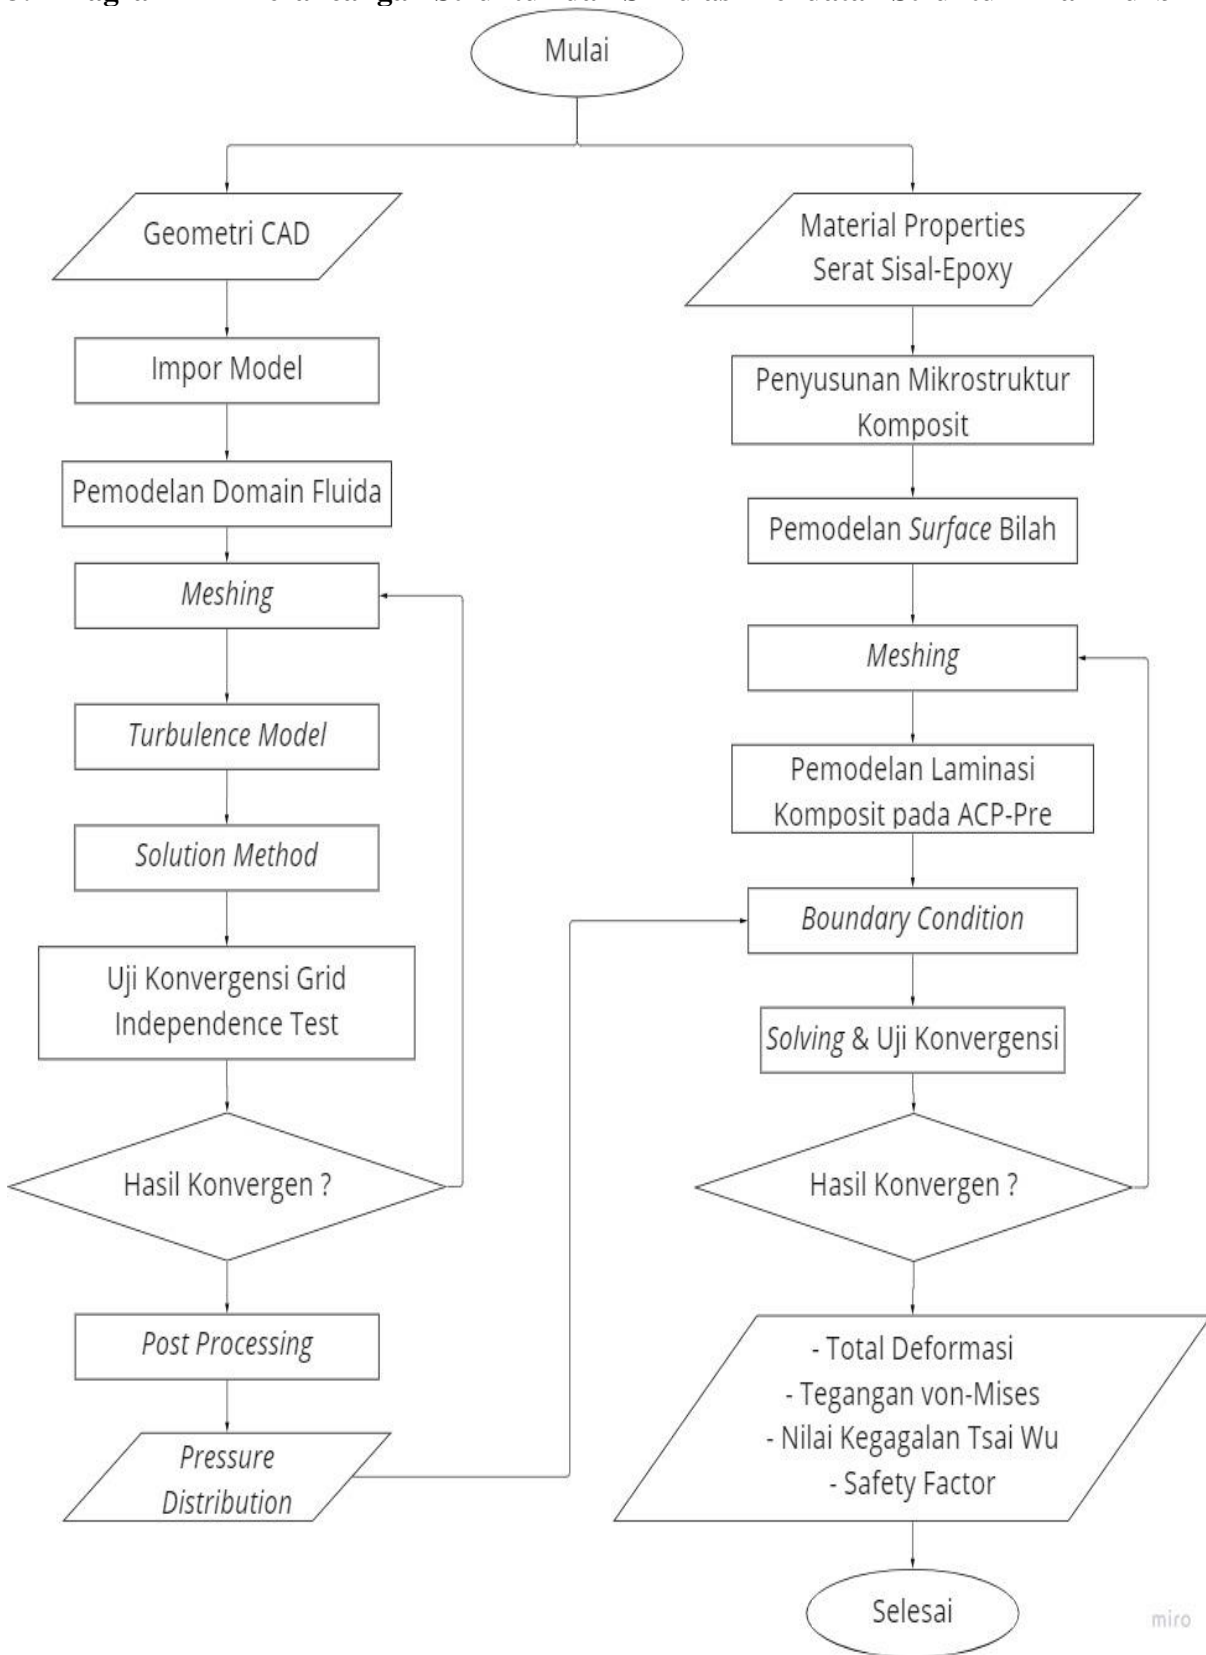 Mulai
Geometri CAD
Impor Model
Pemodelan Domain Fluida
Meshing
Turbulence Model
Solution Method
Uji Konvergensi Grid
Independence Test
Hasil Konvergen ?
Post Processing
Pressure
Distribution
Material Properties
Serat Sisal-Epoxy
Penyusunan Mikrostruktur
Komposit
Pemodelan Surface Bilah
Meshing
Pemodelan Laminasi
Komposit pada ACP-Pre
Boundary Condition
Solving & Uji Konvergensi
Hasil Konvergen ?
- Total Deformasi
- Tegangan von-Mises
- Nilai Kegagalan Tsai Wu
- Safety Factor
Selesai
miro